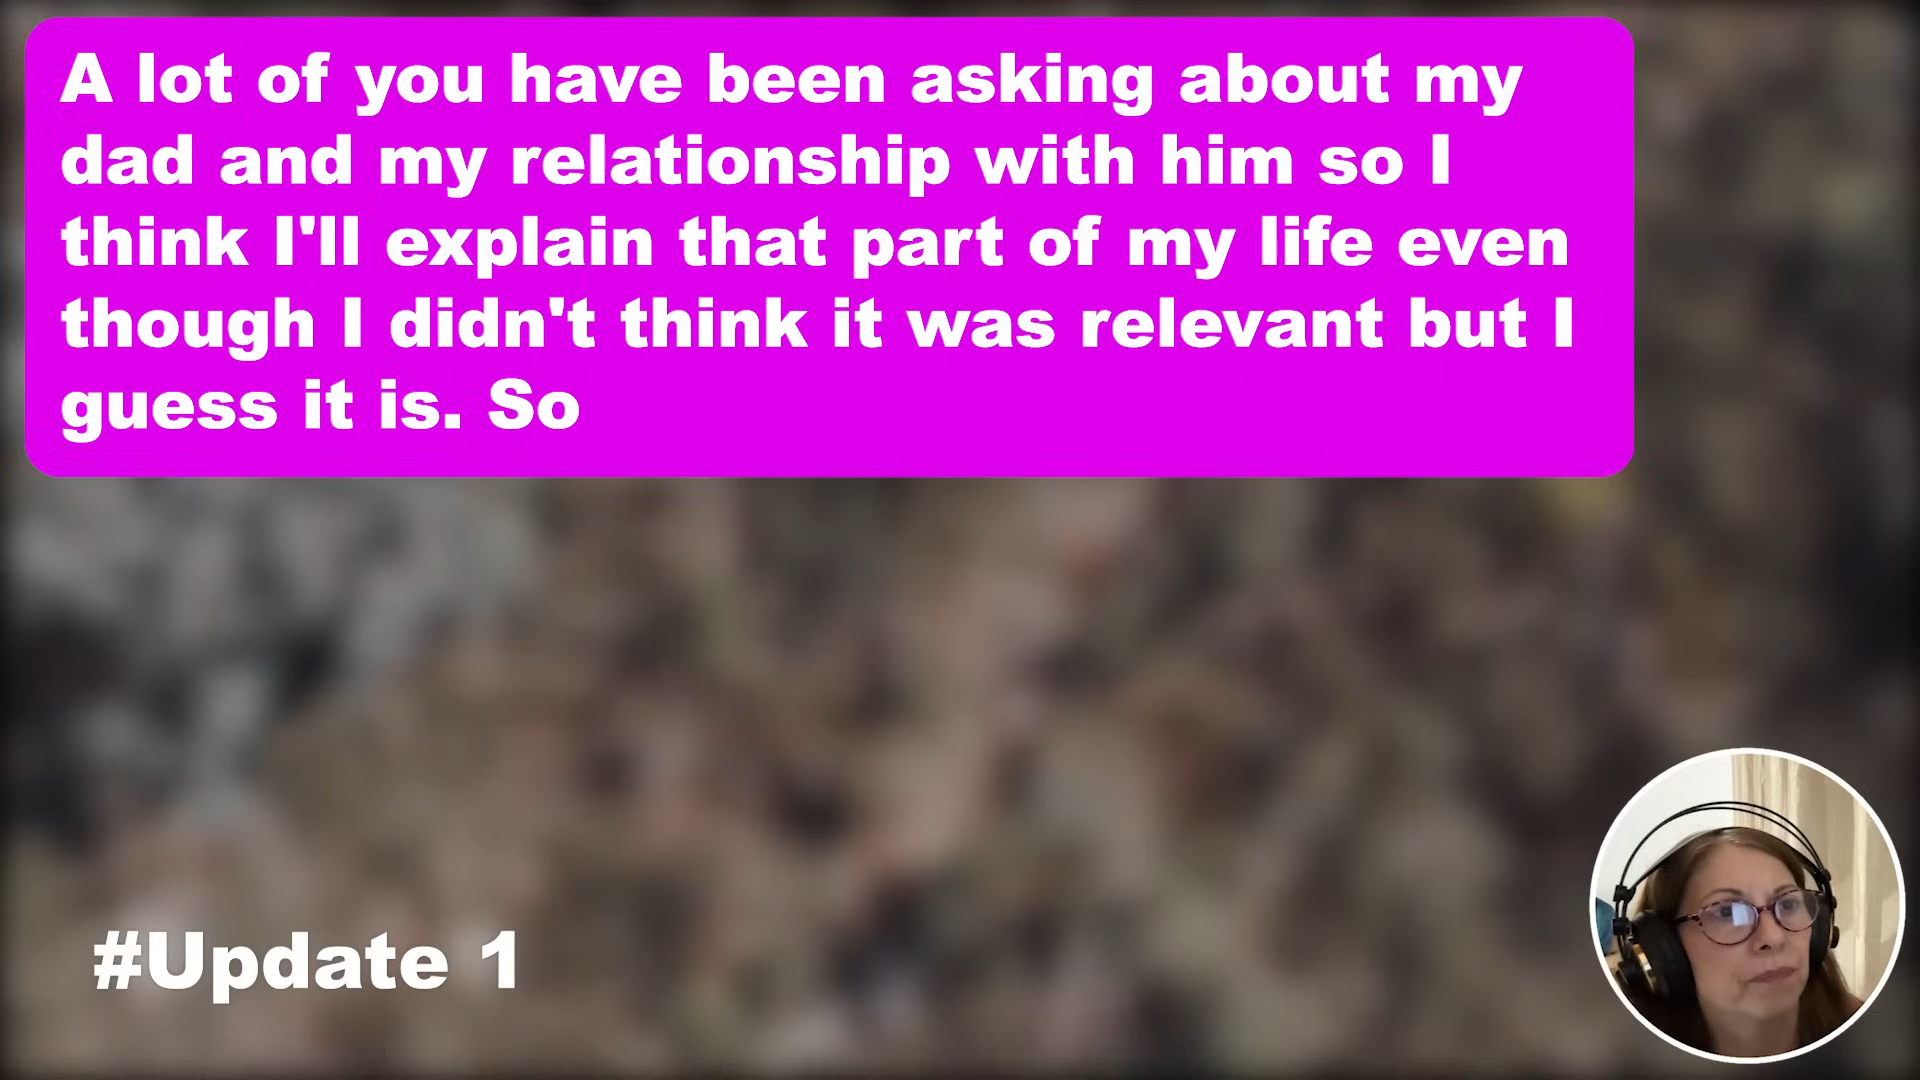 A lot of you have been asking about my
dad and my relationship with him so I
think I'll explain that part of my life even
though I didn't think it was relevant but I
guess it is. So
#Update 1